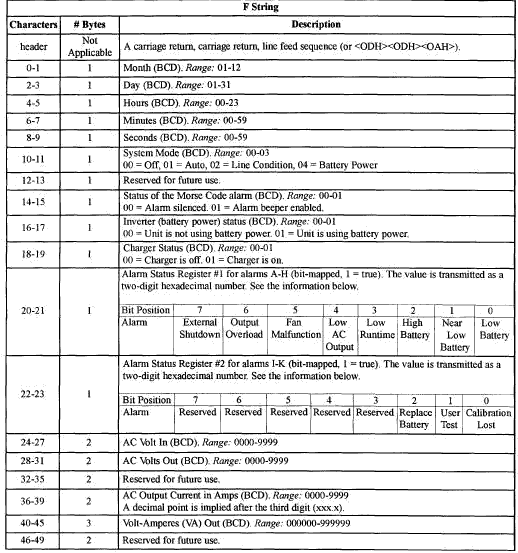 F String
Characters # Bytes Description
header Not Applicable A carriage return, carriage return, line feed sequence (or <ODH><ODH><OAH>).
0-1 1 Month (BCD). Range: 01-12
2-3 1 Day (BCD). Range: 01-31
4-5 1 Hours (BCD). Range: 00-23
6-7 1 Minutes (BCD). Range: 00-59
8-9 1 Seconds (BCD). Range: 00-59
10-11 1 System Mode (BCD). Range: 00-03
00 = Off, 01 = Auto, 02 = Line Condition, 04 = Battery Power
12-13 1 Reserved for future use.
14-15 1 Status of the Morse Code alarm (BCD). Range: 00-01
00 = Alarm silenced. 01 = Alarm beeper enabled.
16-17 1 Inverter (battery power) status (BCD). Range: 00-01
00 = Unit is not using battery power. 01 = Unit is using battery power.
18-19 1 Charger Status (BCD). Range: 00-01
00 = Charger is off. 01 = Charger is on.
20-21 1 Alarm Status Register #1 for alarms A-H (bit-mapped, 1 = true). The value is transmitted as a
two-digit hexadecimal number. See the information below.
Bit Position 7 6 5 4 3 2 1 0
Alarm External Shutdown Output Overload Fan Malfunction Low AC Output Low Runtime High Battery Near Low Battery Low Battery
22-23 1 Alarm Status Register #2 for alarms I-K (bit-mapped, 1 = true). The value is transmitted as a
two-digit hexadecimal number. See the information below.
Bit Position 7 6 5 4 3 2 1 0
Alarm Reserved Reserved Reserved Reserved Reserved Replace Battery User Test Calibration Lost
24-27 2 AC Volt In (BCD). Range: 0000-9999
28-31 2 AC Volts Out (BCD). Range: 0000-9999
32-35 2 Reserved for future use.
36-39 2 AC Output Current in Amps (BCD). Range: 0000-9999
A decimal point is implied after the third digit (xxx.x).
40-45 3 Volt-Amperes (VA) Out (BCD). Range: 000000-999999
46-49 2 Reserved for future use.